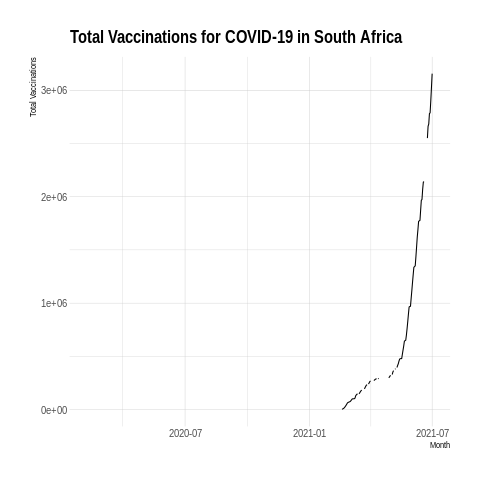 Total Vaccinations for COVID-19 in South Africa
Total Vaccinations
3e+06
2e+06
1e+06
0e+00
2020-07
2021-01
2021-07
Month